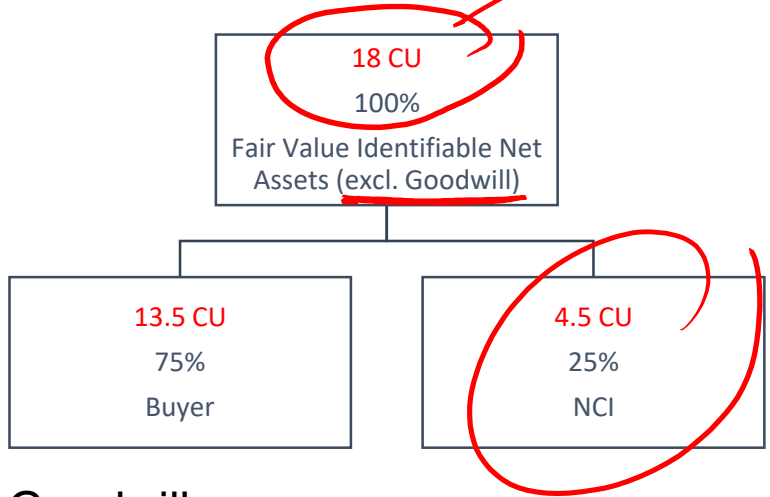 18 CU
100%
Fair Value Identifiable Net
Assets (excl. Goodwill)
13.5 CU
75%
Buyer
4.5 CU
25%
NCI